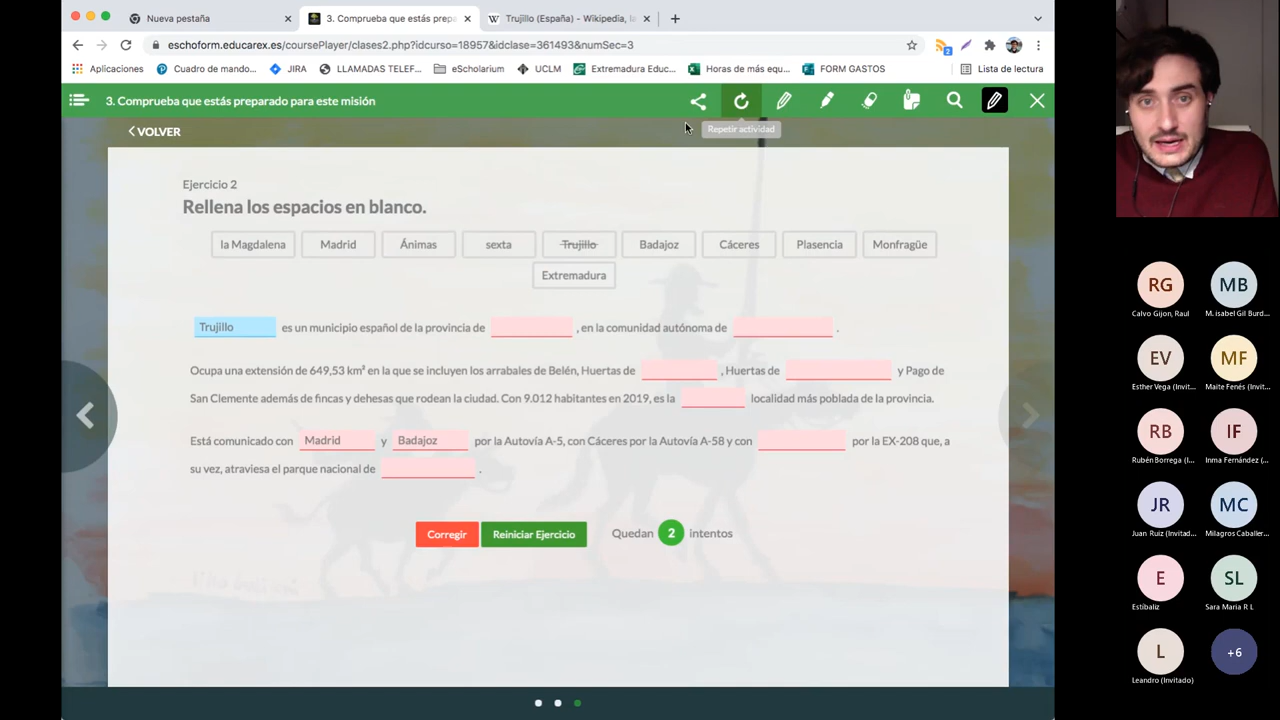 Nueva pestaña
3. Comprueba que estás prepa
Trujillo (España) - Wikipedia, la
eschoform.educarex.es/coursePlayer/clases2.php?idcurso=18957&idclase=361493&numSec=3
2
Aplicaciones Cuadro de mando... JIRA LLAMADAS TELEF... eScholarium UCLM Extremadura Educ... Horas de más equ... FORM GASTOS Lista de lectura
3. Comprueba que estás preparado para este misión
VOLVER
Repetir actividad
Ejercicio 2
Rellena los espacios en blanco.
la Magdalena Madrid Ánimas sexta Trujillo Badajoz Cáceres Plasencia Monfragüe
Extremadura
Trujillo es un municipio español de la provincia de , en la comunidad autónoma de .
Ocupa una extensión de 649,53 km² en la que se incluyen los arrabales de Belén, Huertas de , Huertas de y Pago de
San Clemente además de fincas y dehesas que rodean la ciudad. Con 9.012 habitantes en 2019, es la localidad más poblada de la provincia.
Está comunicado con Madrid y Badajoz por la Autovía A-5, con Cáceres por la Autovía A-58 y con por la EX-208 que, a
su vez, atraviesa el parque nacional de .
Corregir Reiniciar Ejercicio Quedan 2 intentos
RG MB
Calvo Gijon, Raul M. isabel Gil Burd...
EV MF
Esther Vega (Invit... Maite Fenés (Invit...
RB IF
Rubén Borrega (I... Inma Fernández (...
JR MC
Juan Ruiz (Invitad... Milagros Caballer...
E SL
Estíbaliz Sara Maria R L
L +6
Leandro (Invitado)